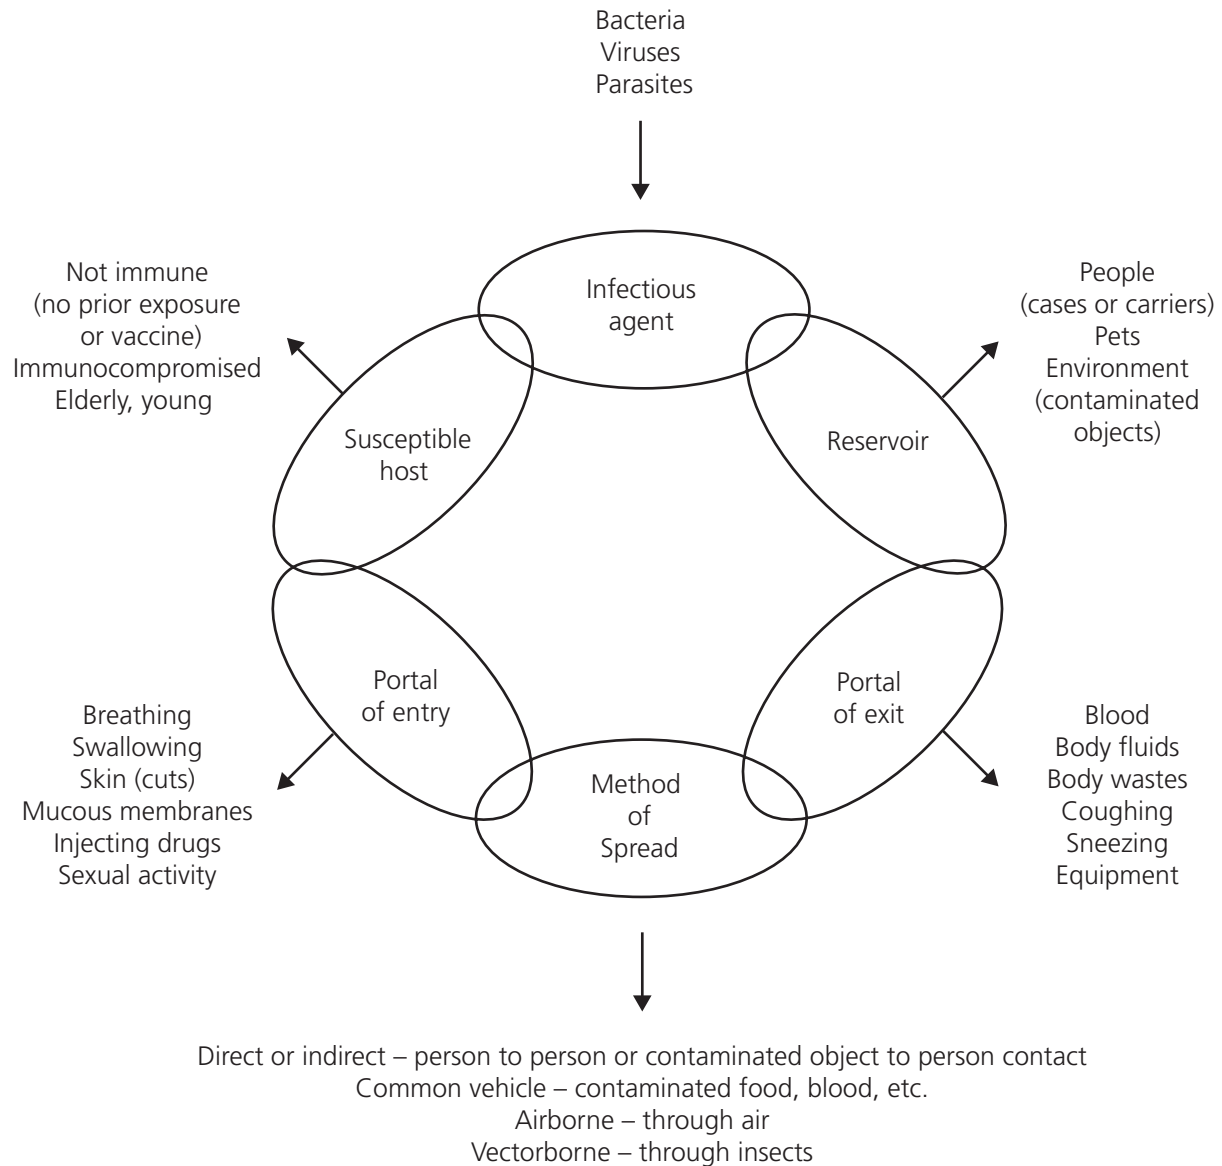 Bacteria
Viruses
Parasites
Infectious
agent
People
(cases or carriers)
Pets
Environment
(contaminated
objects)
Reservoir
Portal
of exit
Blood
Body fluids
Body wastes
Coughing
Sneezing
Equipment
Method
of
Spread
Direct or indirect – person to person or contaminated object to person contact
Common vehicle – contaminated food, blood, etc.
Airborne – through air
Vectorborne – through insects
Portal
of entry
Breathing
Swallowing
Skin (cuts)
Mucous membranes
Injecting drugs
Sexual activity
Susceptible
host
Not immune
(no prior exposure
or vaccine)
Immunocompromised
Elderly, young